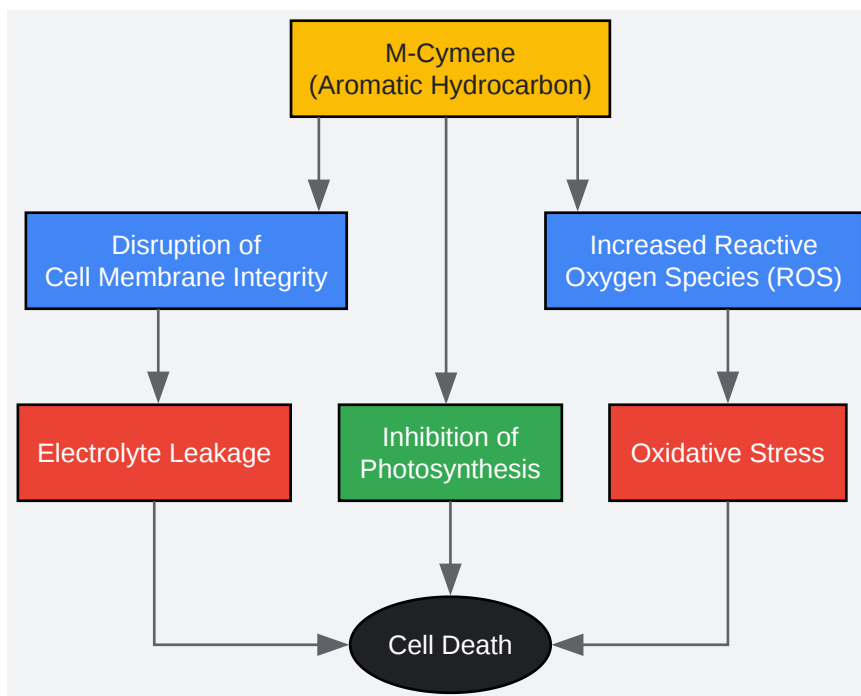 M-Cymene
(Aromatic Hydrocarbon)
Disruption of
Cell Membrane Integrity
Increased Reactive
Oxygen Species (ROS)
Electrolyte Leakage
Inhibition of
Photosynthesis
Oxidative Stress
Cell Death